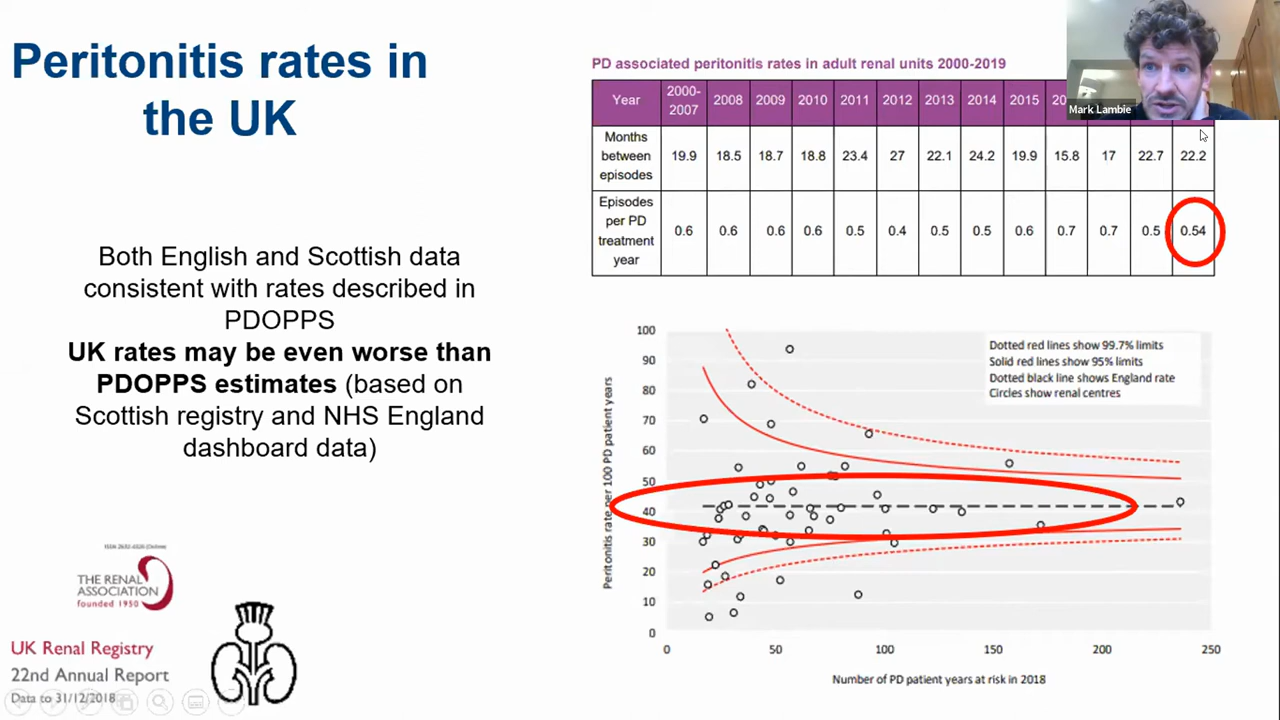 Peritonitis rates in
the UK
Both English and Scottish data
consistent with rates described in
PDOPPS
UK rates may be even worse than
PDOPPS estimates (based on
Scottish registry and NHS England
dashboard data)
THE RENAL
ASSOCIATION
founded 1950
UK Renal Registry
22nd Annual Report
Data to 31/12/2018
PD associated peritonitis rates in adult renal units 2000-2019
Year 2000-2007 2008 2009 2010 2011 2012 2013 2014 2015
Months between episodes 19.9 18.5 18.7 18.8 23.4 27 22.1 24.2 19.9 15.8 17 22.7 22.2
Episodes per PD treatment year 0.6 0.6 0.6 0.6 0.5 0.4 0.5 0.5 0.6 0.7 0.7 0.5 0.54
Mark Lambie
Dotted red lines show 99.7% limits
Solid red lines show 95% limits
Dotted black line shows England rate
Circles show renal centres
Peritonitis rate per 100 PD patient years
100
90
80
70
60
50
40
30
20
10
0
0 50 100 150 200 250
Number of PD patient years at risk in 2018